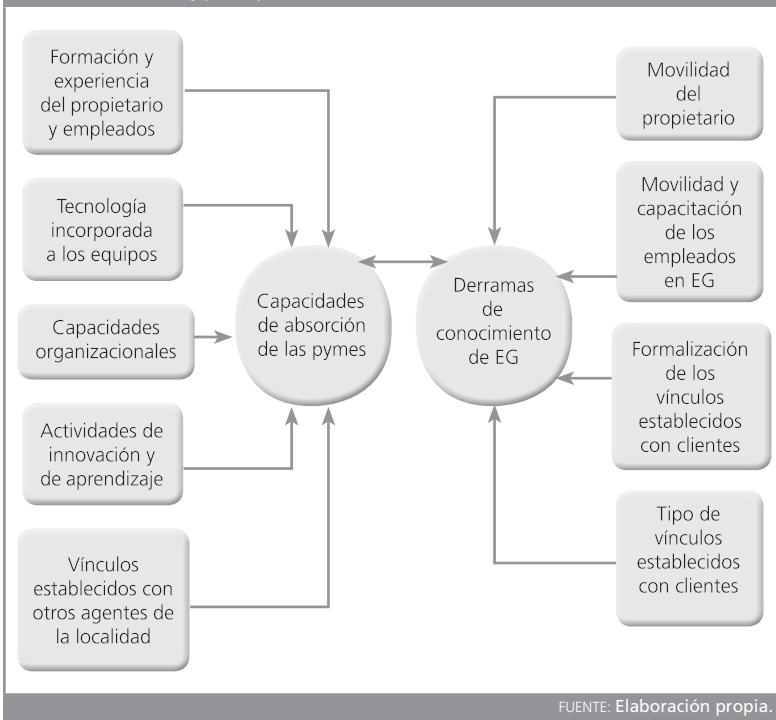 Formación y
experiencia
del propietario
y empleados
Tecnología
incorporada
a los equipos
Capacidades
organizacionales
Actividades de
innovación y
de aprendizaje
Vínculos
establecidos con
otros agentes de
la localidad
Capacidades
de absorción
de las pymes
Derramas
de
conocimiento
de EG
Movilidad
del
propietario
Movilidad y
capacitación
de los
empleados
en EG
Formalización
de los
vínculos
establecidos
con clientes
Tipo de
vínculos
establecidos
con clientes
FUENTE: Elaboración propia.